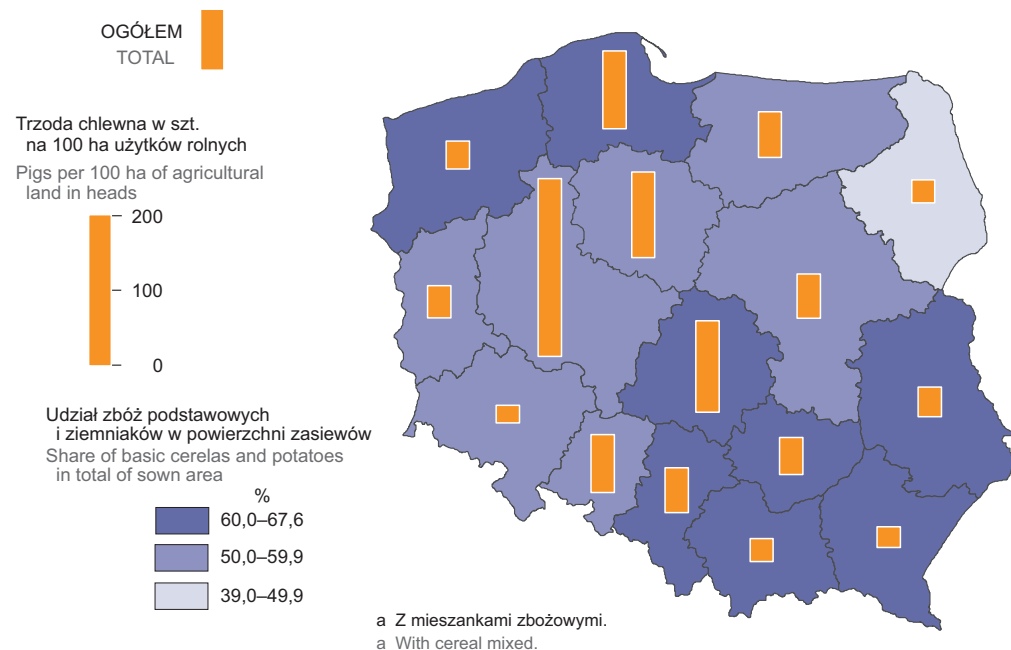 OGÓŁEM
TOTAL
Trzoda chlewna w szt.
na 100 ha użytków rolnych
Pigs per 100 ha of agricultural
land in heads
200
100
0
Udział zbóż podstawowych
i ziemniaków w powierzchni zasiewów
Share of basic cerelas and potatoes
in total of sown area
%
60,0–67,6
50,0–59,9
39,0–49,9
a Z mieszankami zbożowymi.
a With cereal mixed.